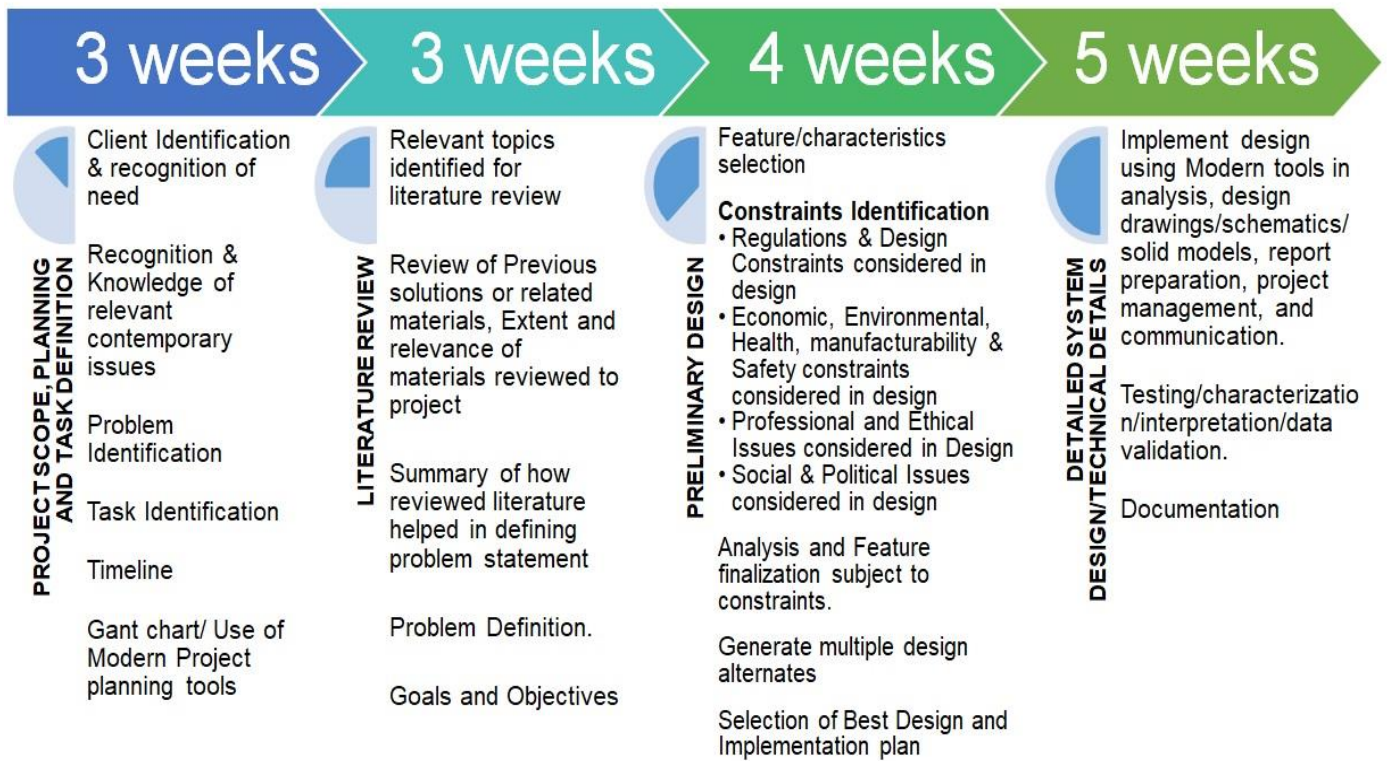 3 weeks
3 weeks
4 weeks
5 weeks
PROJECT SCOPE, PLANNING
AND TASK DEFINITION
Client Identification
& recognition of
need
Recognition &
Knowledge of
relevant
contemporary
issues
Problem
Identification
Task Identification
Timeline
Gant chart/ Use of
Modern Project
planning tools
LITERATURE REVIEW
Relevant topics
identified for
literature review
Review of Previous
solutions or related
materials, Extent and
relevance of
materials reviewed to
project
Summary of how
reviewed literature
helped in defining
problem statement
Problem Definition.
Goals and Objectives
PRELIMINARY DESIGN
Feature/characteristics
selection
Constraints Identification
• Regulations & Design
Constraints considered in
design
• Economic, Environmental,
Health, manufacturability &
Safety constraints
considered in design
• Professional and Ethical
Issues considered in Design
• Social & Political Issues
considered in design
Analysis and Feature
finalization subject to
constraints.
Generate multiple design
alternates
Selection of Best Design and
Implementation plan
DETAILED SYSTEM
DESIGN/TECHNICAL DETAILS
Implement design
using Modern tools in
analysis, design
drawings/schematics/
solid models, report
preparation, project
management, and
communication.
Testing/characterizatio
n/interpretation/data
validation.
Documentation